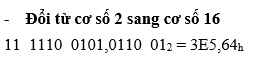 - Đổi từ cơ số 2 sang cơ số 16
11 1110 0101,0110 01₂ = 3E5,64ₕ